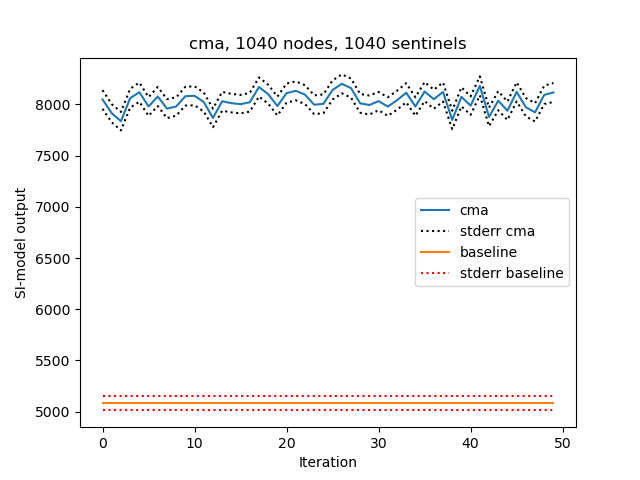 cma, 1040 nodes, 1040 sentinels
SI-model output
8000
7500
7000
6500
6000
5500
5000
cma
stderr cma
baseline
stderr baseline
0
10
20
30
40
50
Iteration